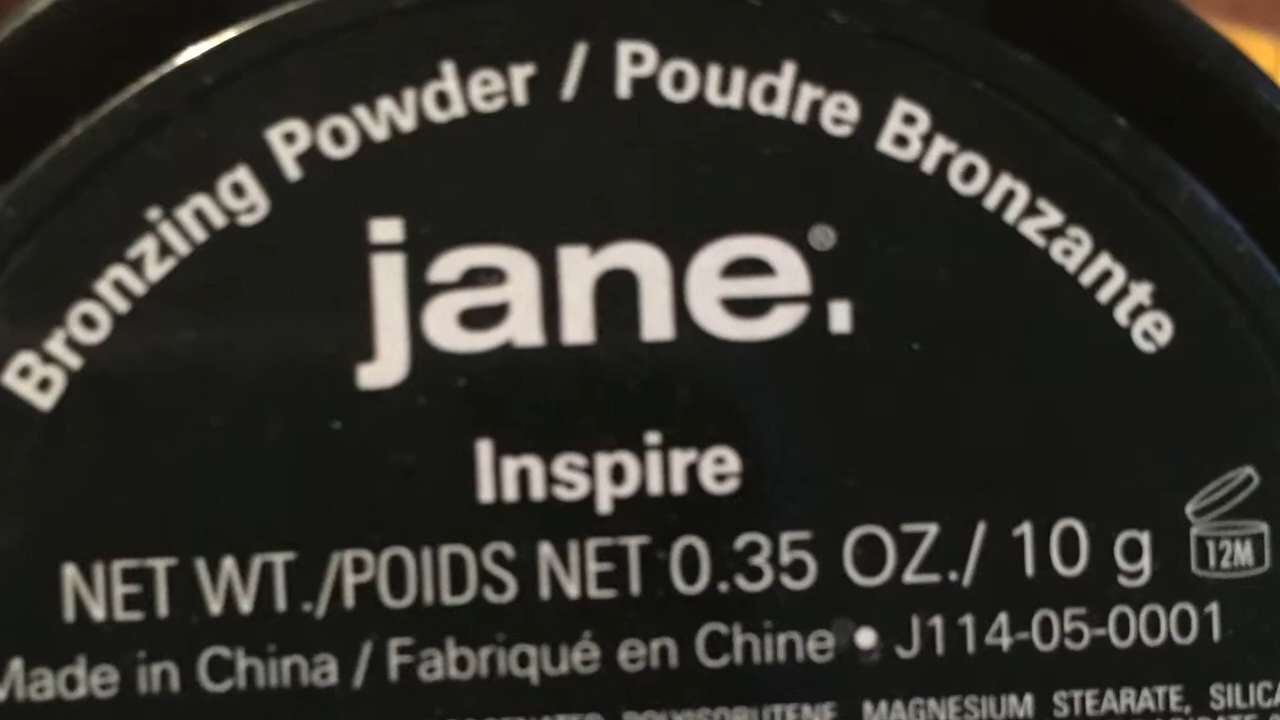 Bronzing Powder / Poudre Bronzante
jane.®
Inspire
NET WT./POIDS NET 0.35 OZ./ 10 g
12M
Made in China / Fabriqué en Chine • J114-05-0001
POLYISOBUTENE, MAGNESIUM STEARATE, SILICA